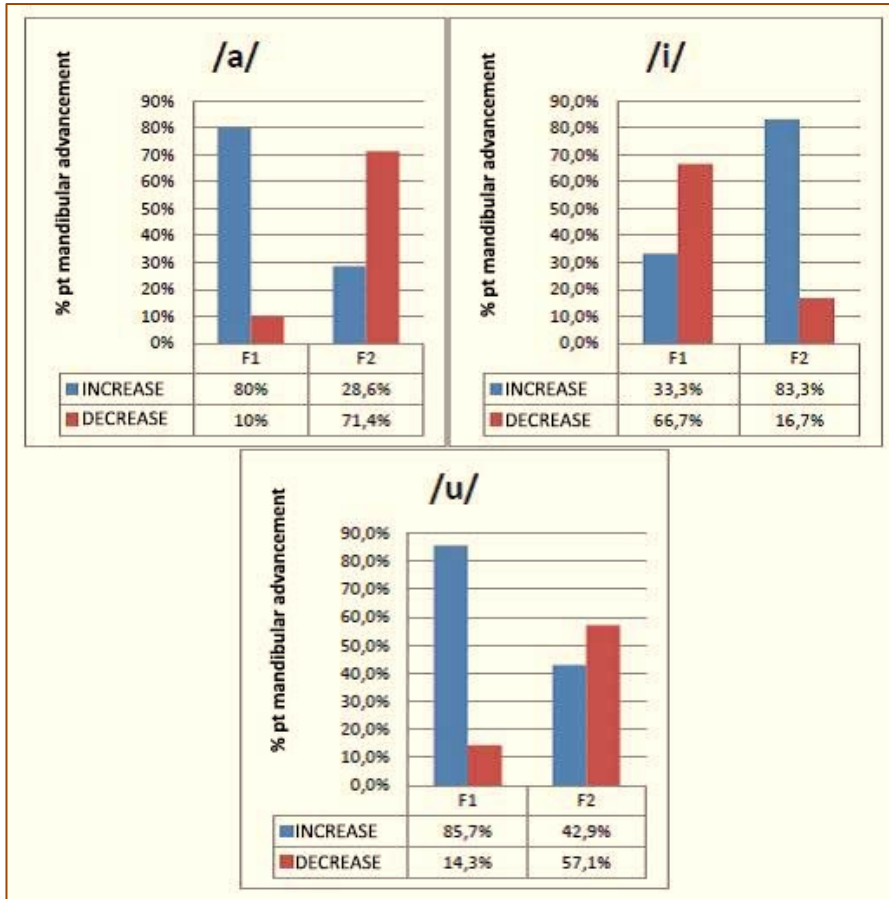 /a/
% pt mandibular advancement
90%
80%
70%
60%
50%
40%
30%
20%
10%
0%
F1 F2
INCREASE 80% 28,6%
DECREASE 10% 71,4%
/i/
% pt mandibular advancement
90,0%
80,0%
70,0%
60,0%
50,0%
40,0%
30,0%
20,0%
10,0%
0,0%
F1 F2
INCREASE 33,3% 83,3%
DECREASE 66,7% 16,7%
/u/
% pt mandibular advancement
90,0%
80,0%
70,0%
60,0%
50,0%
40,0%
30,0%
20,0%
10,0%
0,0%
F1 F2
INCREASE 85,7% 42,9%
DECREASE 14,3% 57,1%